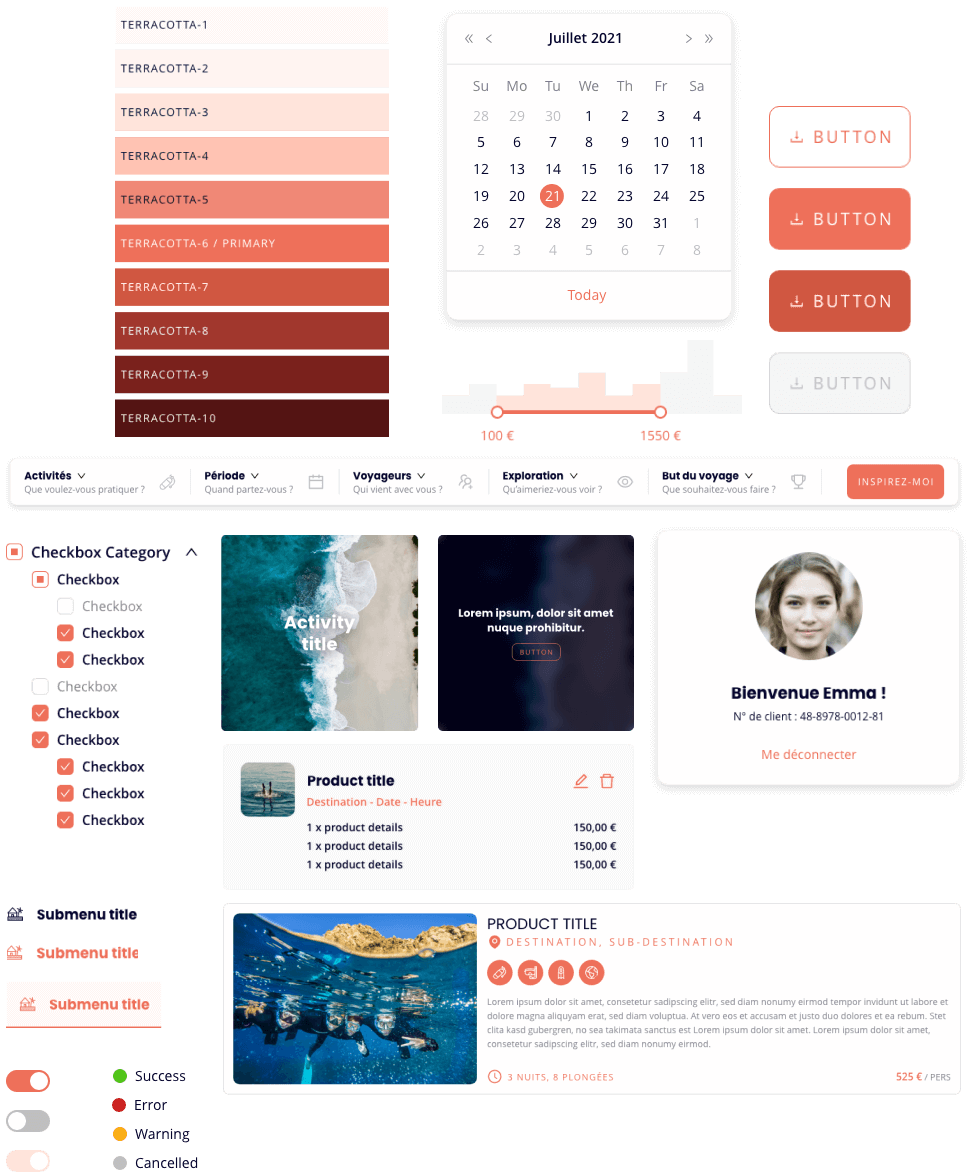 TERRACOTTA-1
TERRACOTTA-2
TERRACOTTA-3
TERRACOTTA-4
TERRACOTTA-5
TERRACOTTA-6 / PRIMARY
TERRACOTTA-7
TERRACOTTA-8
TERRACOTTA-9
TERRACOTTA-10
« < Juillet 2021 > »
Su Mo Tu We Th Fr Sa
28 29 30 1 2 3 4
5 6 7 8 9 10 11
12 13 14 15 16 17 18
19 20 21 22 23 24 25
26 27 28 29 30 31 1
2 3 4 5 6 7 8
Today
100 € 1550 €
BUTTON
BUTTON
BUTTON
BUTTON
Activités
Que voulez-vous pratiquer ?
Période
Quand partez-vous ?
Voyageurs
Qui vient avec vous ?
Exploration
Qu'aimeriez-vous voir ?
But du voyage
Que souhaitez-vous faire ?
INSPIREZ-MOI
Checkbox Category
Checkbox
Checkbox
Checkbox
Checkbox
Checkbox
Checkbox
Checkbox
Checkbox
Checkbox
Checkbox
Activity
title
Lorem ipsum, dolor sit amet
nuque prohibitur.
BUTTON
Bienvenue Emma !
N° de client : 48-8978-0012-81
Me déconnecter
Product title
Destination - Date - Heure
1 x product details 150,00 €
1 x product details 150,00 €
1 x product details 150,00 €
Submenu title
Submenu title
Submenu title
Success
Error
Warning
Cancelled
PRODUCT TITLE
DESTINATION, SUB-DESTINATION
Lorem ipsum dolor sit amet, consetetur sadipscing elitr, sed diam nonumy eirmod tempor invidunt ut labore et
dolore magna aliquyam erat, sed diam voluptua. At vero eos et accusam et justo duo dolores et ea rebum. Stet
clita kasd gubergren, no sea takimata sanctus est Lorem ipsum dolor sit amet. Lorem ipsum dolor sit amet,
consetetur sadipscing elitr, sed diam nonumy eirmod.
3 NUITS, 8 PLONGÉES
525 € / PERS